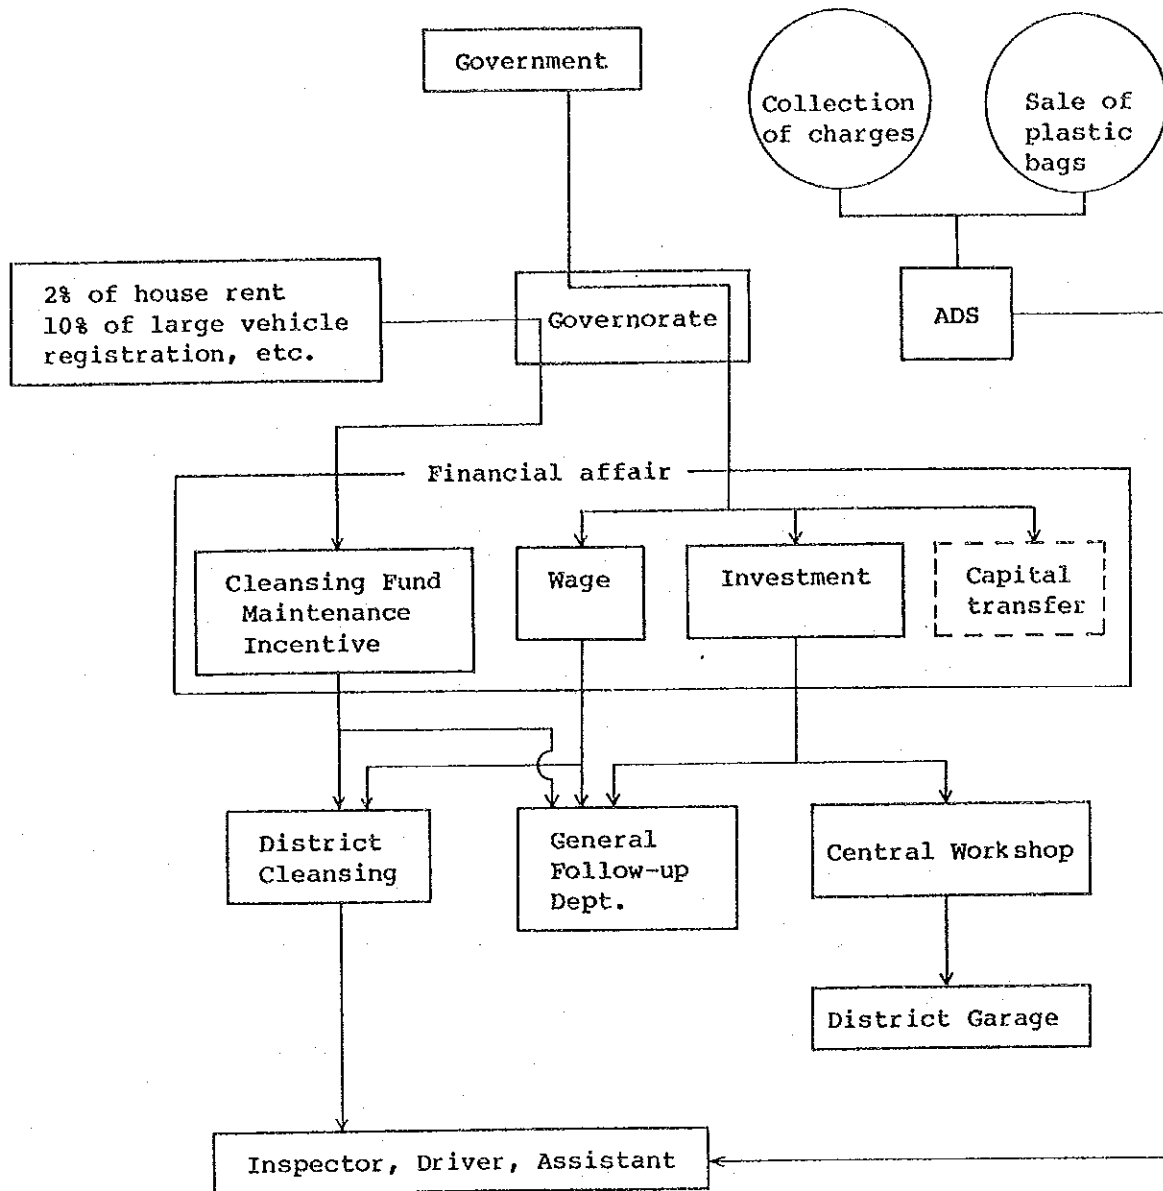 Government
Collection
of charges
Sale of
plastic
bags
2% of house rent
10% of large vehicle
registration, etc.
Governorate
ADS
Financial affair
Cleansing Fund
Maintenance
Incentive
Wage
Investment
Capital
transfer
District
Cleansing
General
Follow-up
Dept.
Central Workshop
District Garage
Inspector, Driver, Assistant